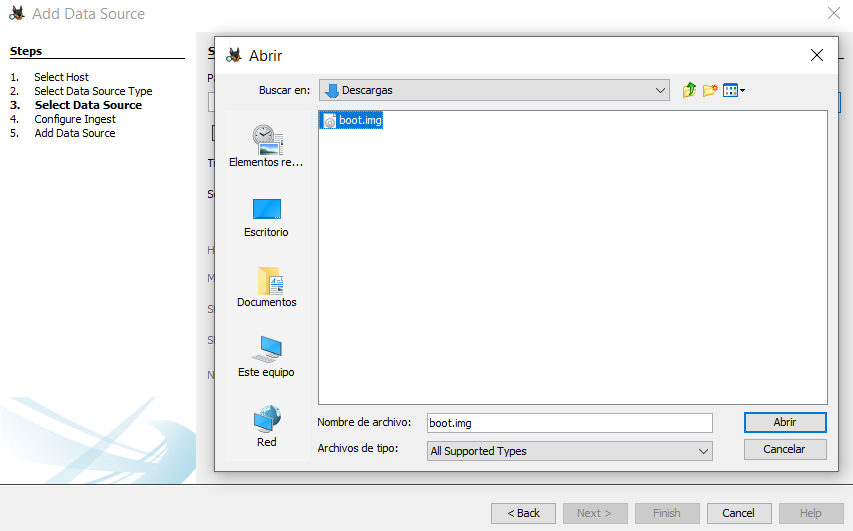 Add Data Source
Steps
1. Select Host
2. Select Data Source Type
3. Select Data Source
4. Configure Ingest
5. Add Data Source
Abrir
Buscar en: Descargas
boot.img
Elementos re...
Escritorio
Documentos
Este equipo
Red
Nombre de archivo: boot.img
Abrir
Archivos de tipo: All Supported Types
Cancelar
< Back
Next >
Finish
Cancel
Help